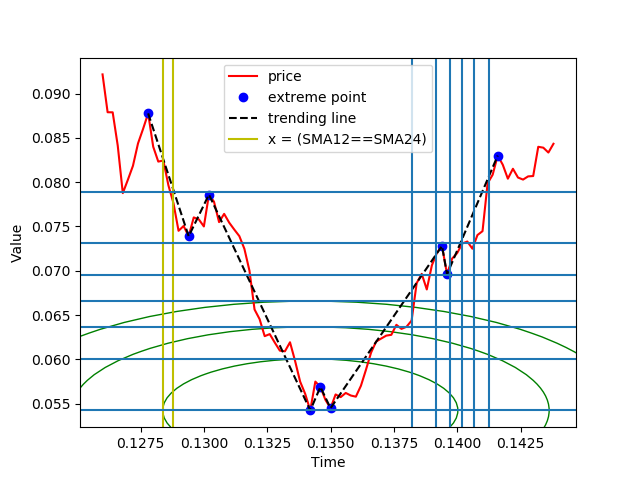 price
extreme point
trending line
x = (SMA12==SMA24)
0.090
0.085
0.080
0.075
0.070
0.065
0.060
0.055
Value
0.1275 0.1300 0.1325 0.1350 0.1375 0.1400 0.1425
Time